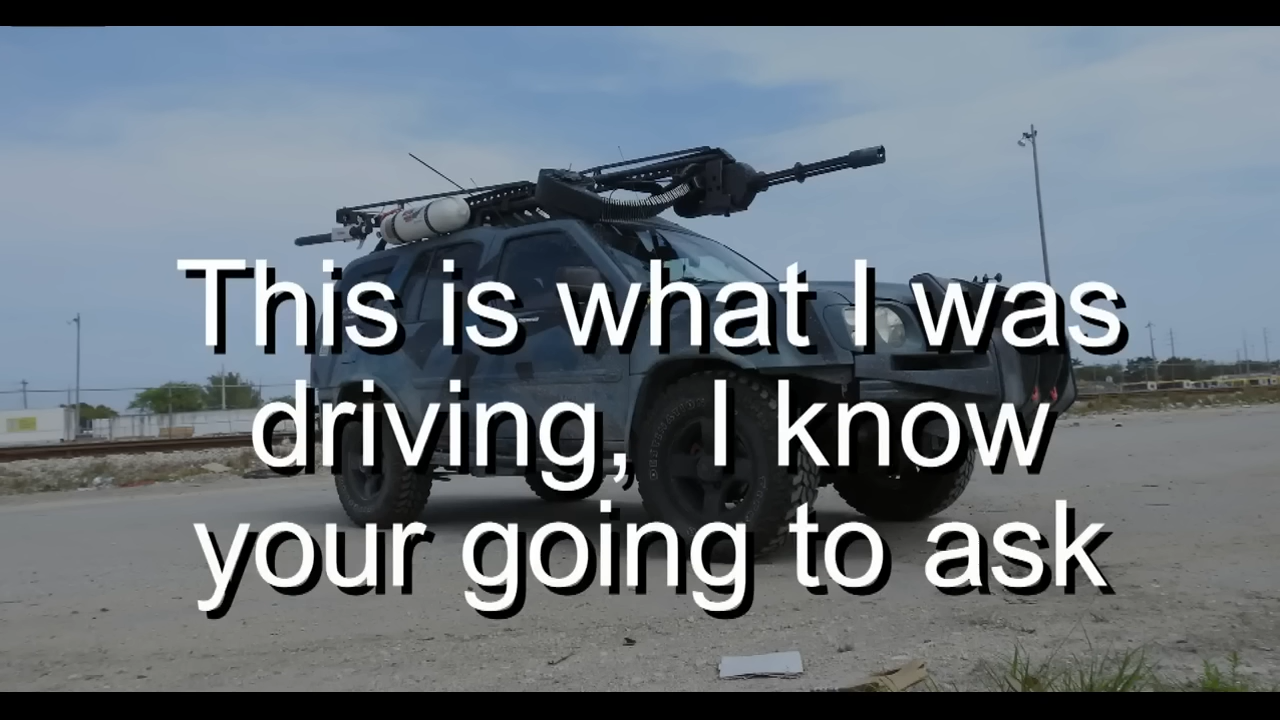 This is what I was
driving,  I know
your going to ask